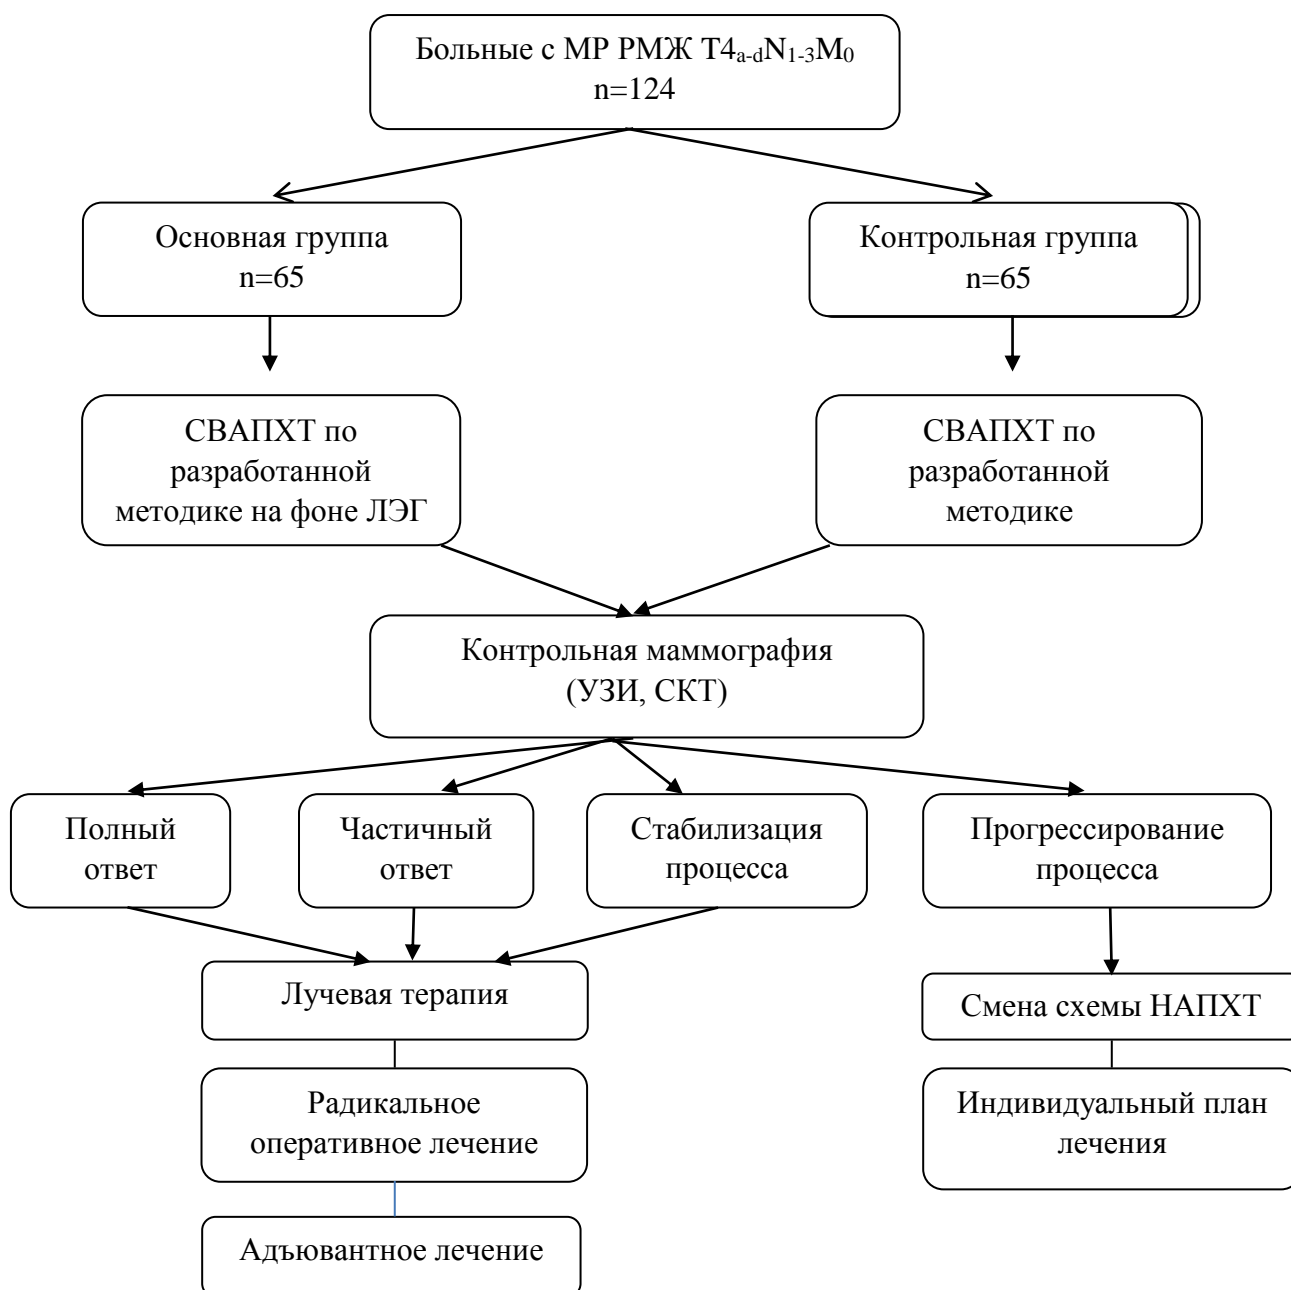 Больные с МР РМЖ T4a-dN1-3M0
n=124
Основная группа
n=65
Контрольная группа
n=65
СВАПХТ по
разработанной
методике на фоне ЛЭГ
СВАПХТ по
разработанной
методике
Контрольная маммография
(УЗИ, СКТ)
Полный
ответ
Частичный
ответ
Стабилизация
процесса
Прогрессирование
процесса
Лучевая терапия
Смена схемы НАПХТ
Радикальное
оперативное лечение
Индивидуальный план
лечения
Адъювантное лечение